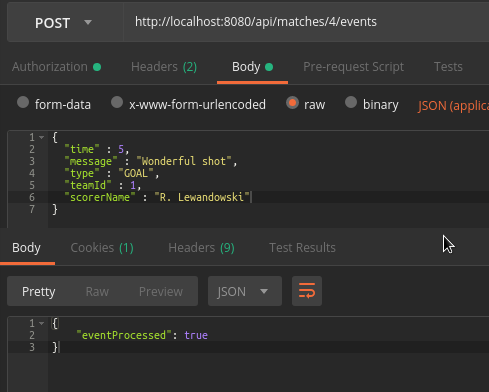 POST http://localhost:8080/api/matches/4/events
Authorization Headers (2) Body Pre-request Script Tests
form-data x-www-form-urlencoded raw binary JSON (applica
1 {
2 "time" : 5,
3 "message" : "Wonderful shot",
4 "type" : "GOAL",
5 "teamId" : 1,
6 "scorerName" : "R. Lewandowski"
7 }
Body Cookies (1) Headers (9) Test Results
Pretty Raw Preview JSON
1 {
2 "eventProcessed": true
3 }